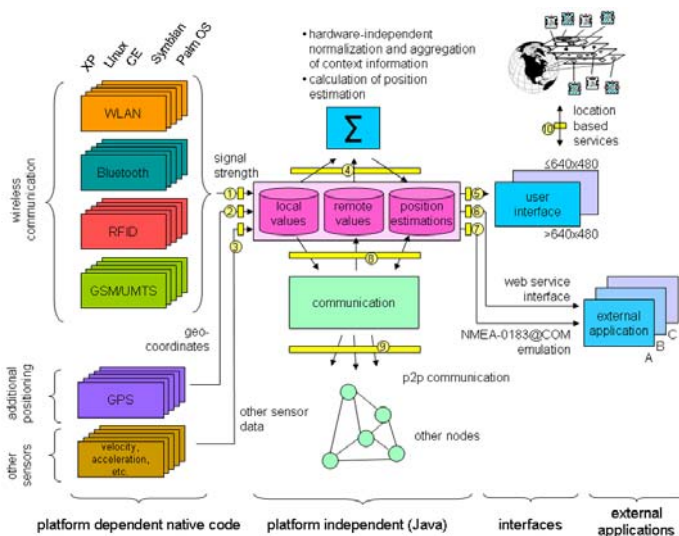 XP
Linux
CE
Symbian
Palm OS
• hardware-independent
normalization and aggregation
of context information
• calculation of position
estimation
wireless
communication
WLAN
Bluetooth
RFID
GSM/UMTS
signal
strength
Σ
location
based
services
1
2
3
4
5
6
7
8
9
10
local
values
remote
values
position
estimations
≤640x480
user
interface
>640x480
communication
web service
interface
NMEA-0183@COM
emulation
external
application
A
B
C
geo-
coordinates
additional
positioning
GPS
other sensor
data
other
sensors
velocity,
acceleration,
etc.
p2p communication
other nodes
platform dependent native code
platform independent (Java)
interfaces
external
applications